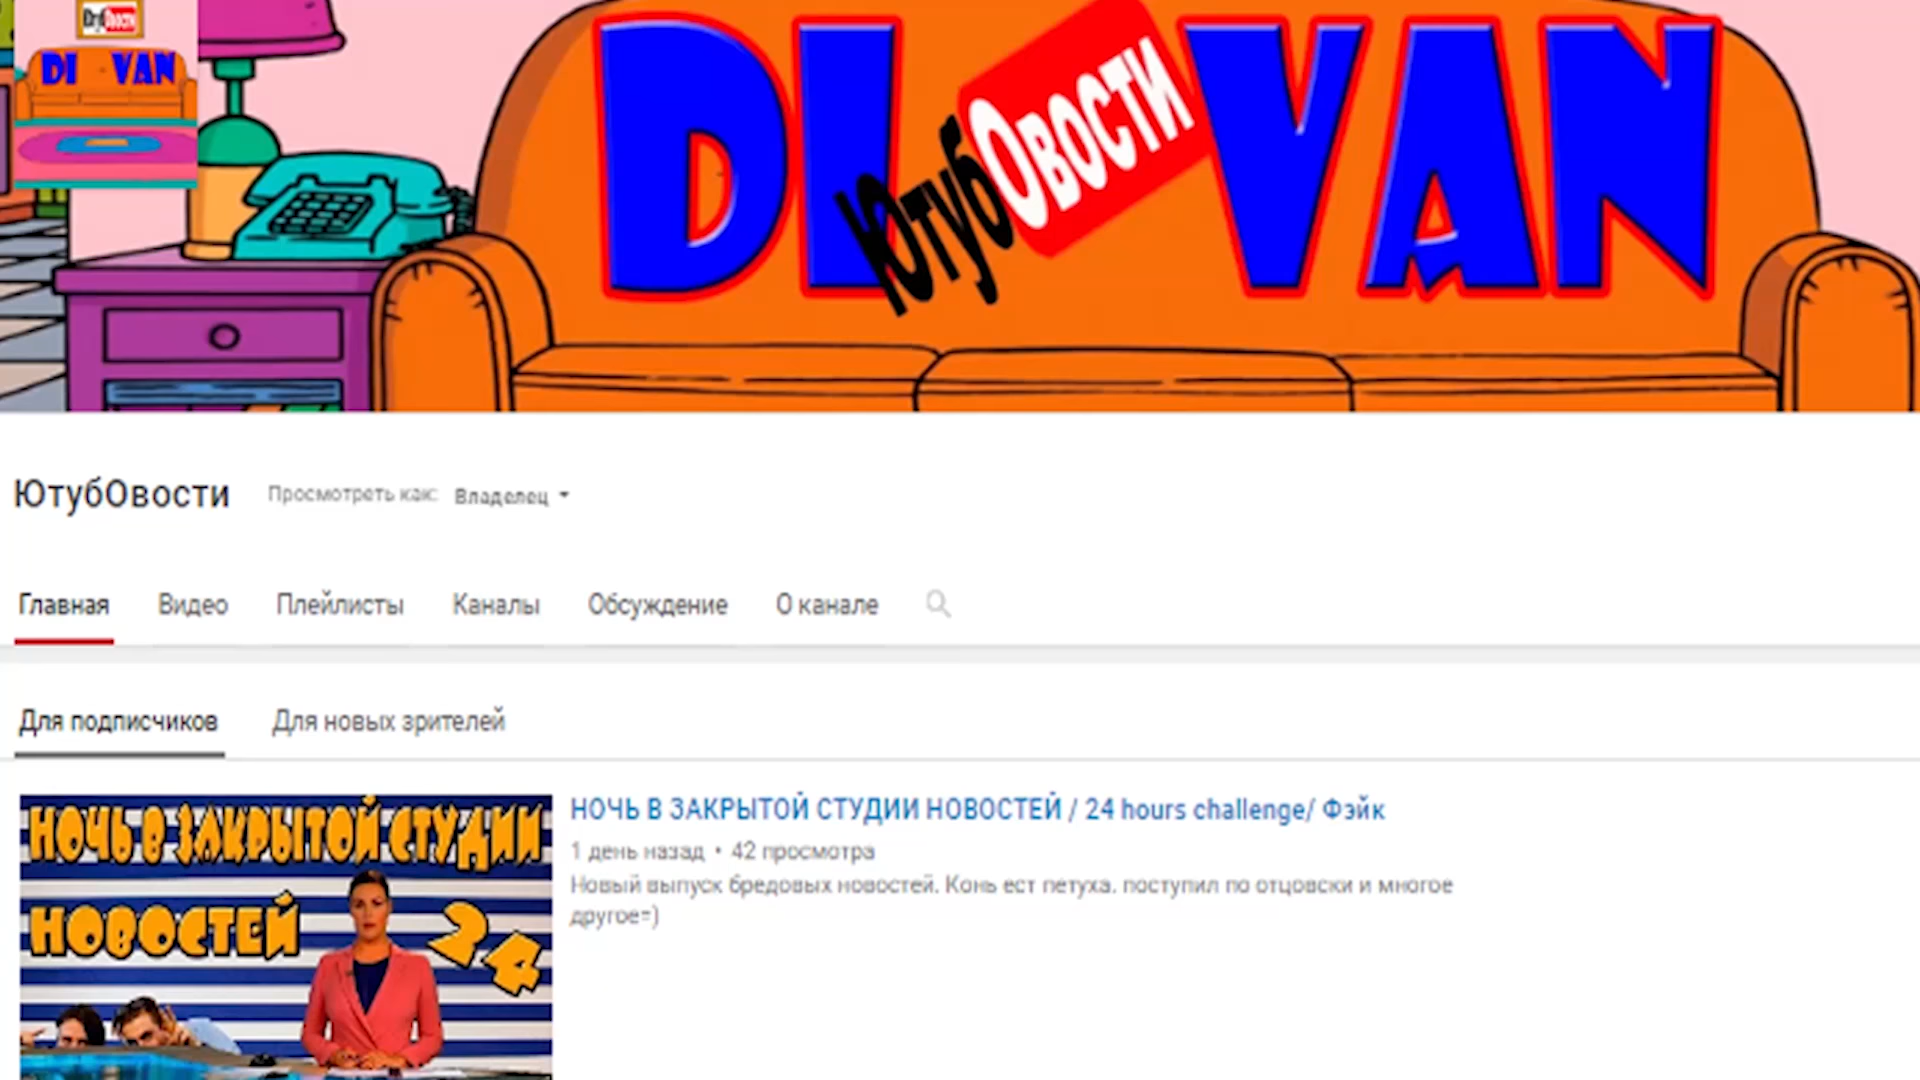 ЮтубОвости
DI VAN
DI VAN
ЮтубОвости
ЮтубОвости
Просмотреть как: Владелец
Главная Видео Плейлисты Каналы Обсуждение О канале
Для подписчиков Для новых зрителей
НОЧЬ В ЗАКРЫТОЙ СТУДИИ
НОВОСТЕЙ
24
НОЧЬ В ЗАКРЫТОЙ СТУДИИ НОВОСТЕЙ / 24 hours challenge/ Фэйк
1 день назад • 42 просмотра
Новый выпуск бредовых новостей. Конь ест петуха. поступил по отцовски и многое
другое=)